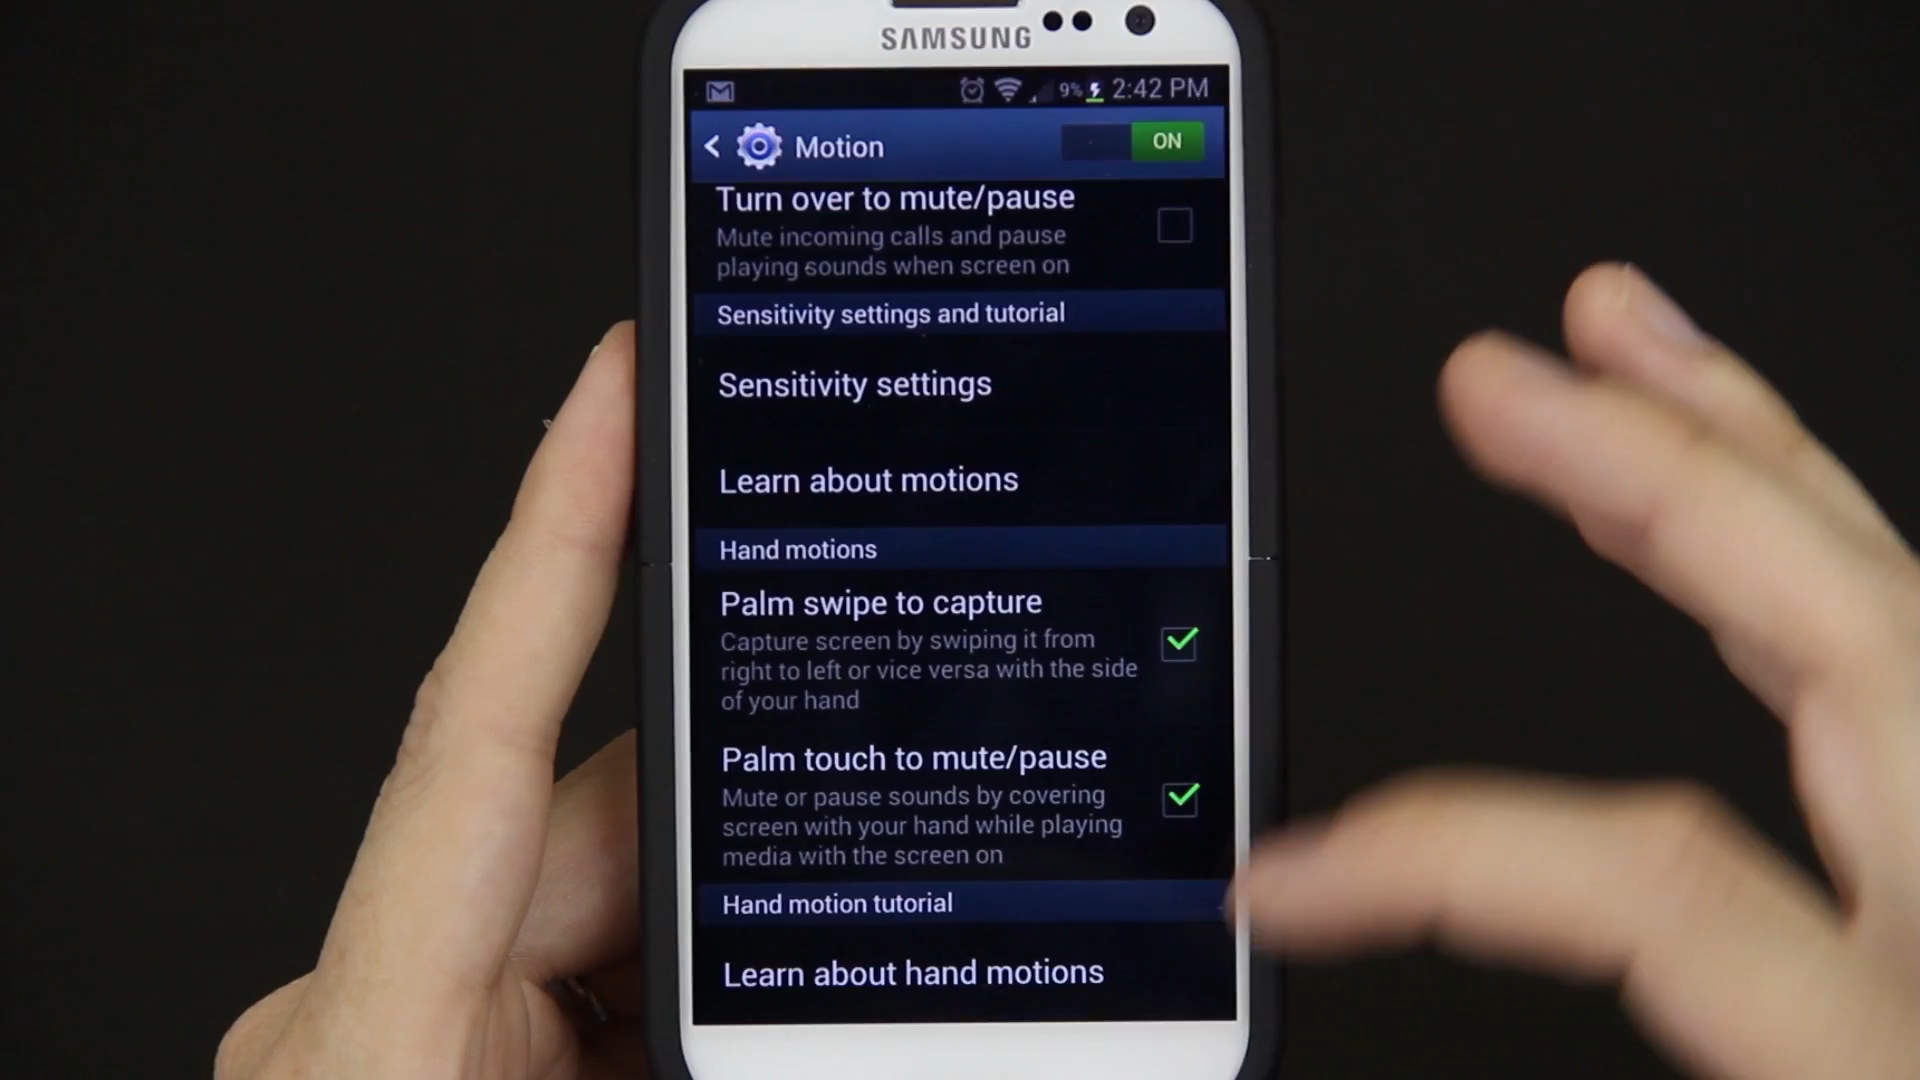 SAMSUNG
9% 2:42 PM
Motion
ON
Turn over to mute/pause
Mute incoming calls and pause
playing sounds when screen on
Sensitivity settings and tutorial
Sensitivity settings
Learn about motions
Hand motions
Palm swipe to capture
Capture screen by swiping it from
right to left or vice versa with the side
of your hand
Palm touch to mute/pause
Mute or pause sounds by covering
screen with your hand while playing
media with the screen on
Hand motion tutorial
Learn about hand motions